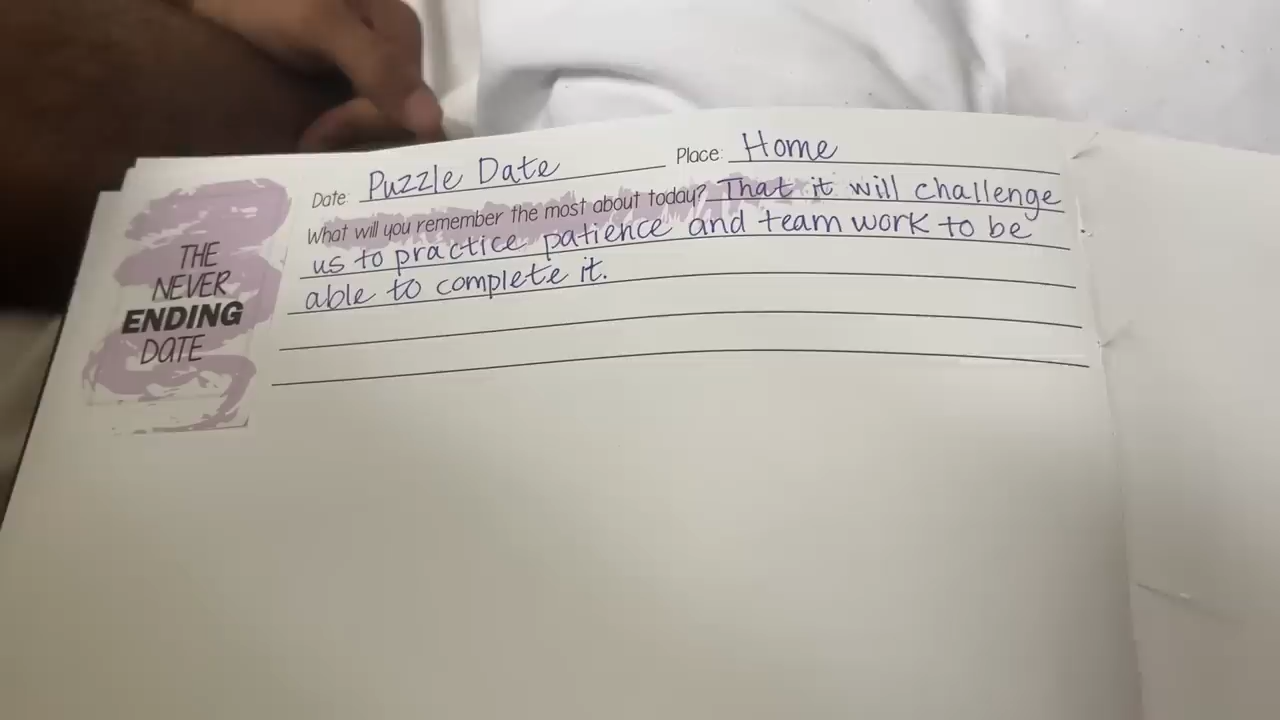 Date: Puzzle Date Place: Home
What will you remember the most about today? That it will challenge
us to practice patience and team work to be
able to complete it.
THE
NEVER
ENDING
DATE